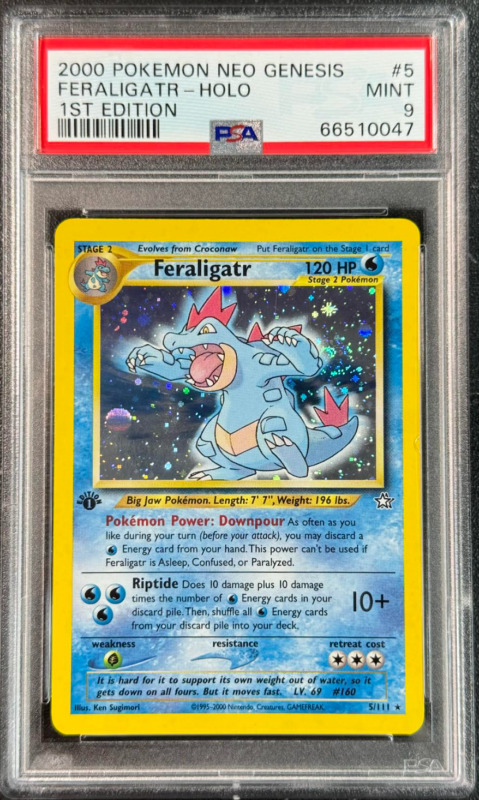 2000 POKEMON NEO GENESIS #5
FERALIGATR-HOLO MINT
1ST EDITION 9
PSA 66510047
STAGE 2 Evolves from Croconaw Put Feraligatr on the Stage 1 card
Feraligatr 120 HP
Stage 2 Pokémon
EDITION 1
Big Jaw Pokémon. Length: 7' 7", Weight: 196 lbs.
Pokémon Power: Downpour As often as you
like during your turn (before your attack), you may discard a
Energy card from your hand. This power can't be used if
Feraligatr is Asleep, Confused, or Paralyzed.
Riptide Does 10 damage plus 10 damage
times the number of Energy cards in your
discard pile. Then, shuffle all Energy cards
from your discard pile into your deck.
10+
weakness resistance retreat cost
It is hard for it to support its own weight out of water, so it
gets down on all fours. But it moves fast. LV. 69 #160
Illus. Ken Sugimori ©1995-2000 Nintendo, Creatures, GAMEFREAK. 5/111 ★
PSA